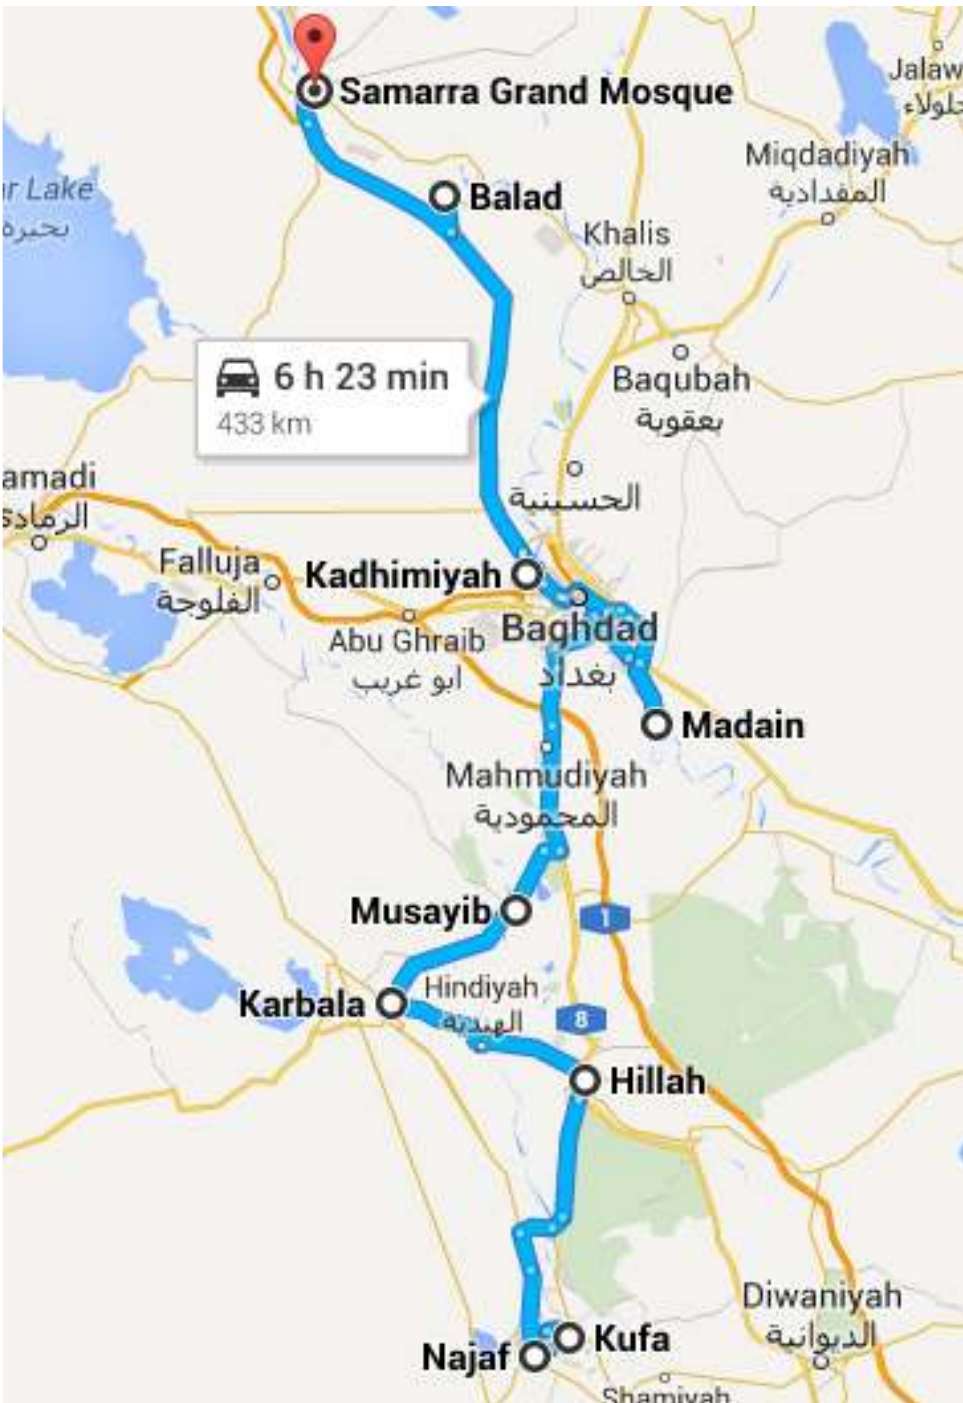 Samarra Grand Mosque
Jalaw
جلولاء
Miqdadiyah
المقدادية
ar Lake
بحيرة
Balad
Khalis
الخالص
6 h 23 min
433 km
Baqubah
بعقوبة
amadi
الرمادي
الحسينية
Falluja
الفلوجة
Kadhimiyah
Abu Ghraib
ابو غريب
Baghdad
بغداد
Madain
Mahmudiyah
المحمودية
Musayib
1
Karbala
Hindiyah
الهندية
8
Hillah
Diwaniyah
الديوانية
Kufa
Najaf
Shamiyah